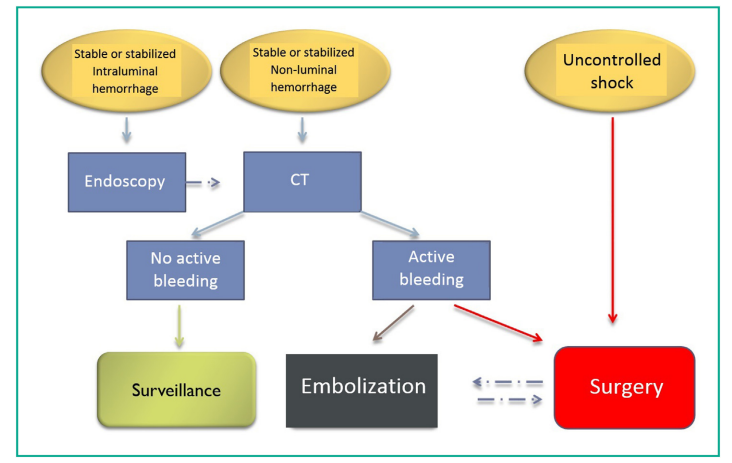 Stable or stabilized
Intraluminal
hemorrhage
Stable or stabilized
Non-luminal
hemorrhage
Uncontrolled
shock
Endoscopy
CT
No active
bleeding
Active
bleeding
Surveillance
Embolization
Surgery